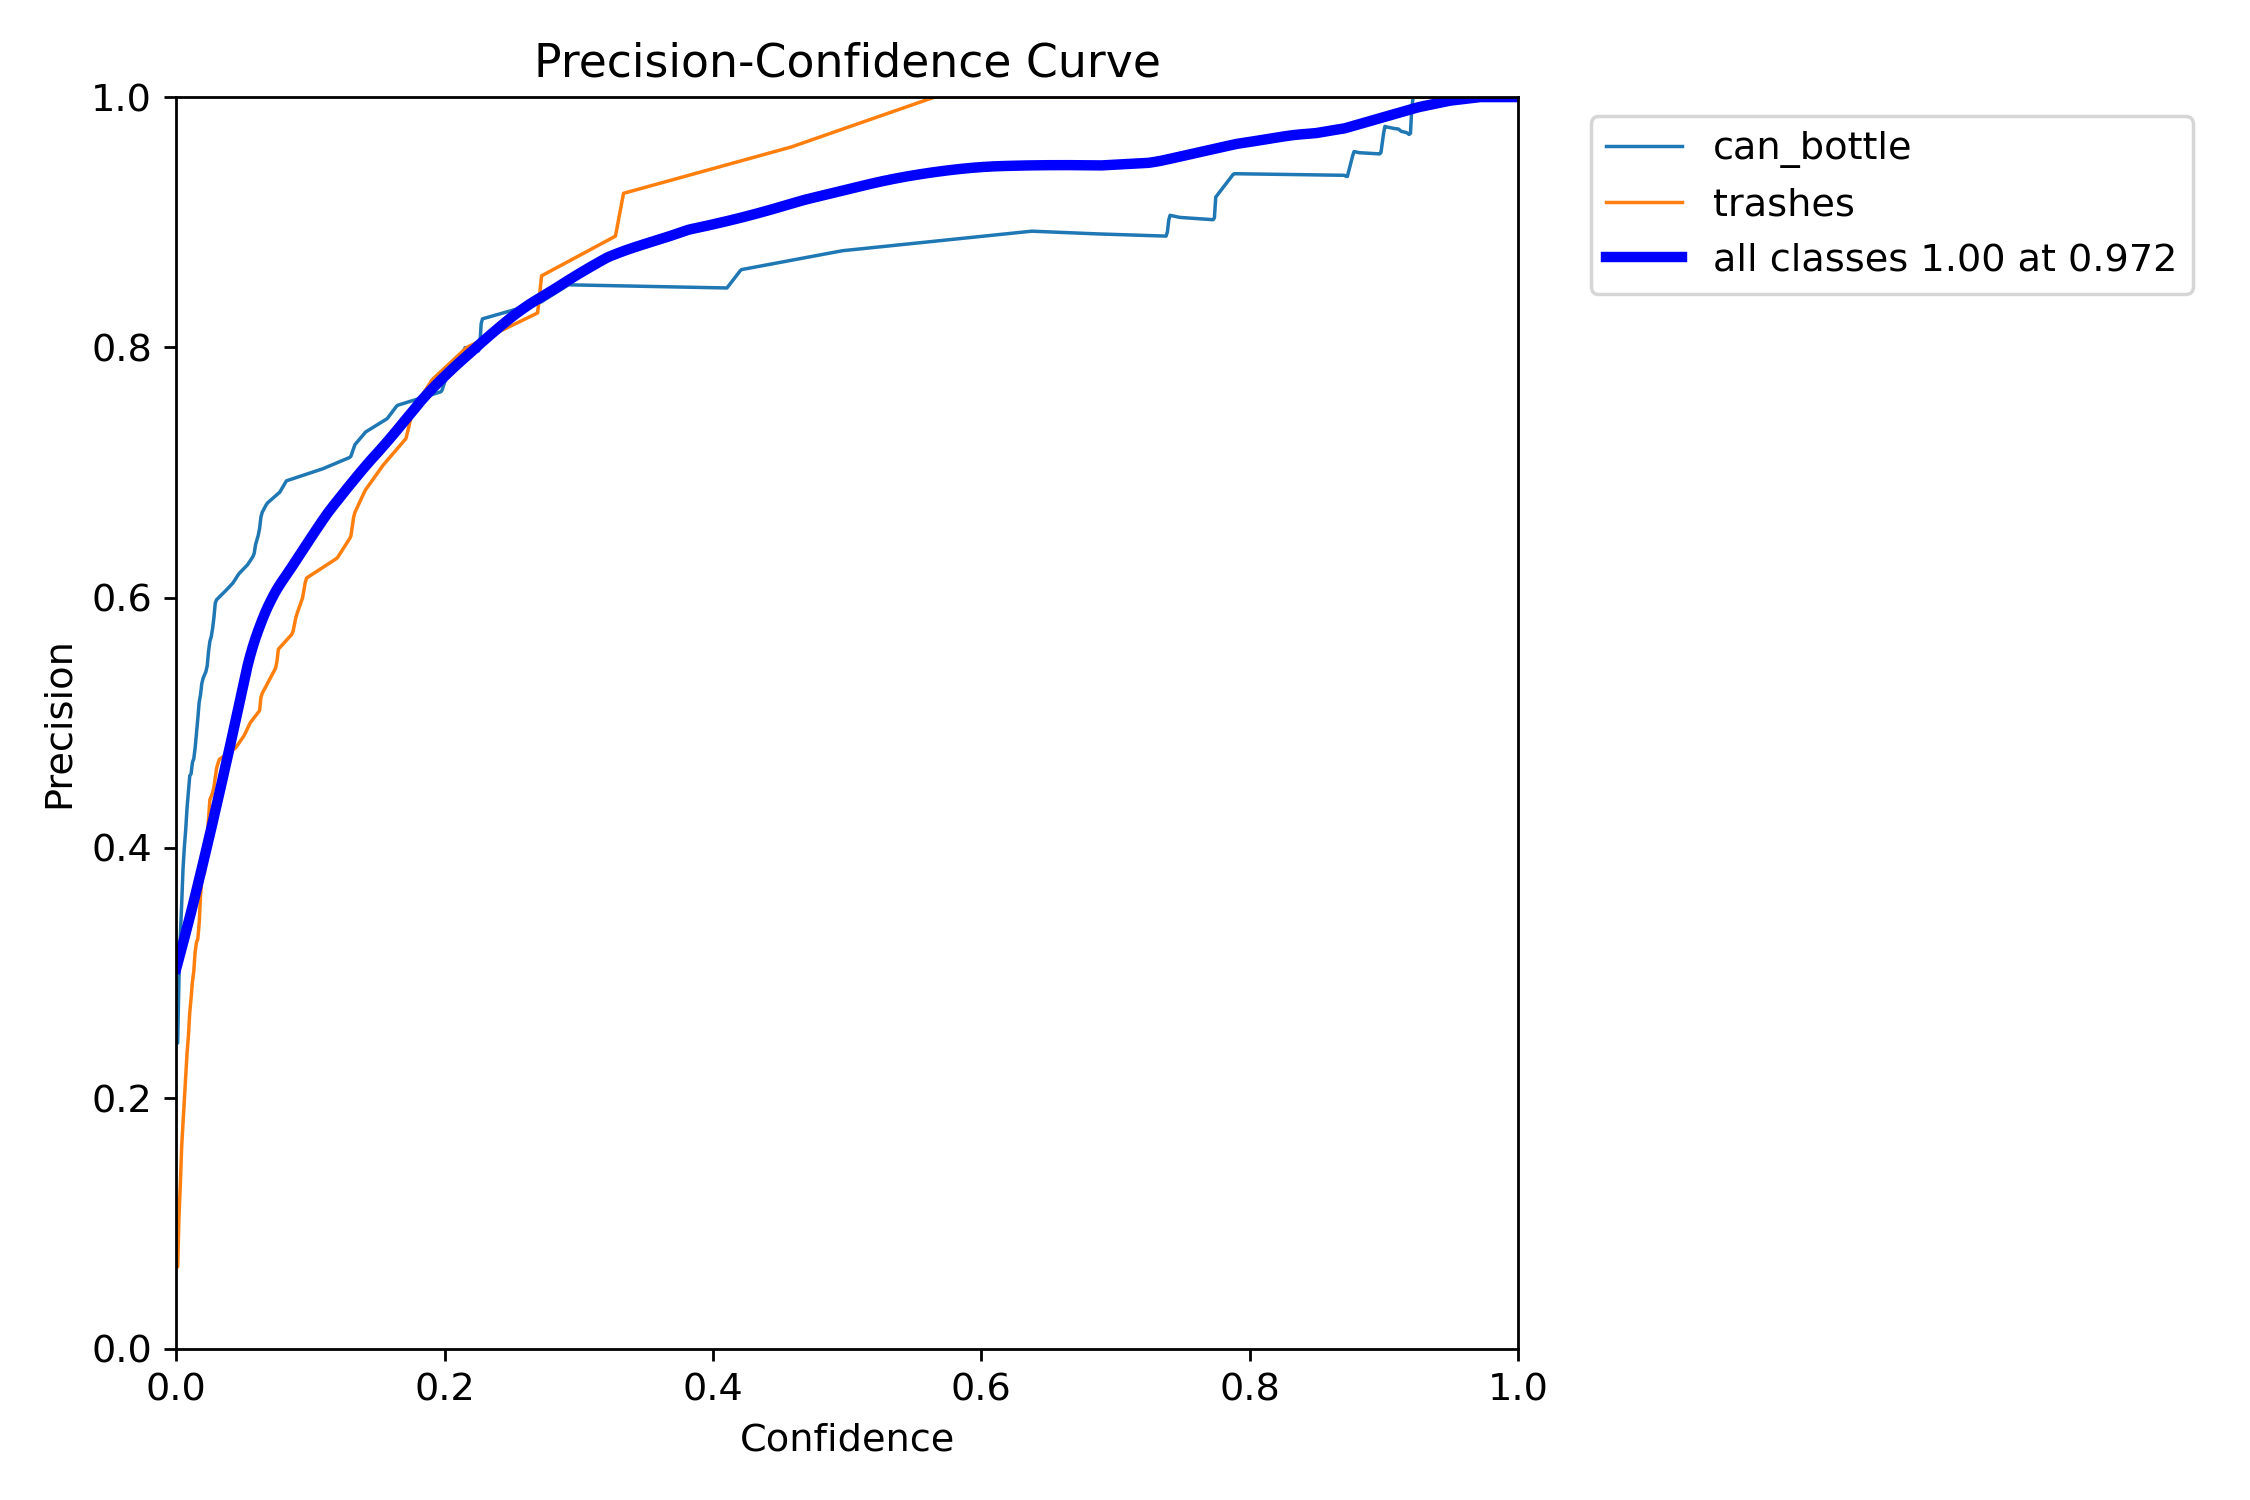 Precision-Confidence Curve
1.0
0.8
0.6
0.4
0.2
0.0
Precision
0.0 0.2 0.4 0.6 0.8 1.0
Confidence
can_bottle
trashes
all classes 1.00 at 0.972